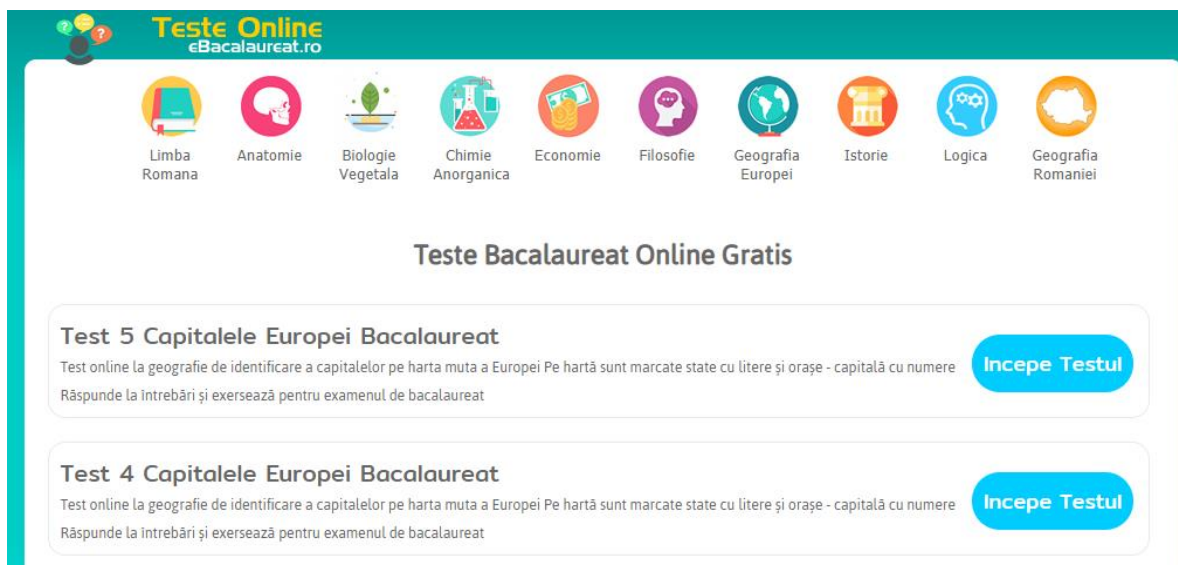 Teste Online
eBacalaureat.ro
Limba Romana
Anatomie
Biologie Vegetala
Chimie Anorganica
Economie
Filosofie
Geografia Europei
Istorie
Logica
Geografia Romaniei
Teste Bacalaureat Online Gratis
Test 5 Capitalele Europei Bacalaureat
Test online la geografie de identificare a capitalelor pe harta muta a Europei Pe hartă sunt marcate state cu litere și orașe - capitală cu numere
Răspunde la întrebări și exersează pentru examenul de bacalaureat
Incepe Testul
Test 4 Capitalele Europei Bacalaureat
Test online la geografie de identificare a capitalelor pe harta muta a Europei Pe hartă sunt marcate state cu litere și orașe - capitală cu numere
Răspunde la întrebări și exersează pentru examenul de bacalaureat
Incepe Testul